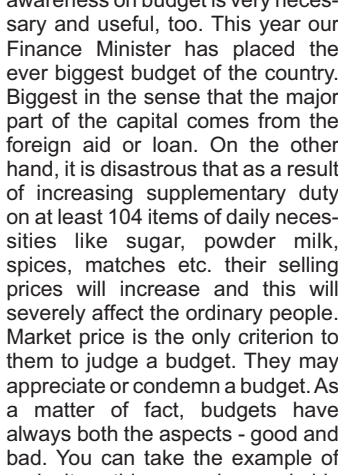 awareness on budget is very neces-
sary and useful, too. This year our
Finance Minister has placed the
ever biggest budget of the country.
Biggest in the sense that the major
part of the capital comes from the
foreign aid or loan. On the other
hand, it is disastrous that as a result
of increasing supplementary duty
on at least 104 items of daily neces-
sities like sugar, powder milk,
spices, matches etc. their selling
prices will increase and this will
severely affect the ordinary people.
Market price is the only criterion to
them to judge a budget. They may
appreciate or condemn a budget. As
a matter of fact, budgets have
always both the aspects - good and
bad. You can take the example of